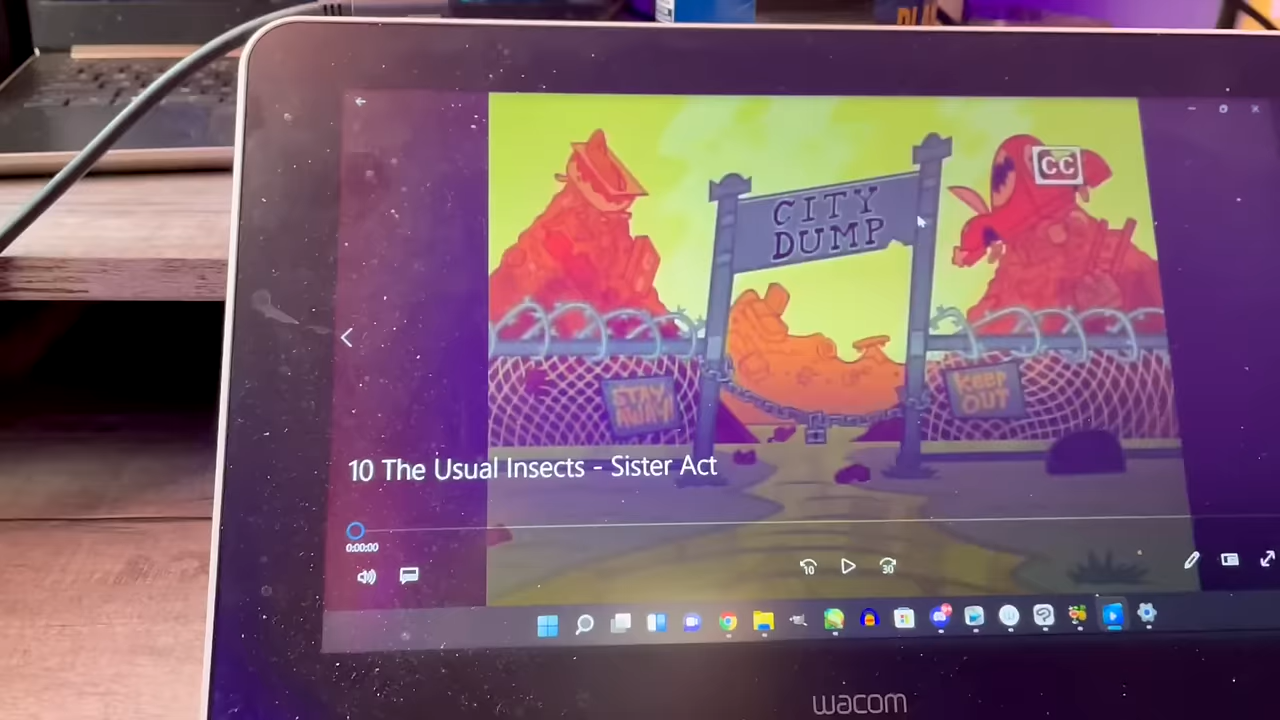 CC
CITY
DUMP
STAY
AWAY!
KEEP
OUT
10 The Usual Insects - Sister Act
0:00:00
10
30
wacom